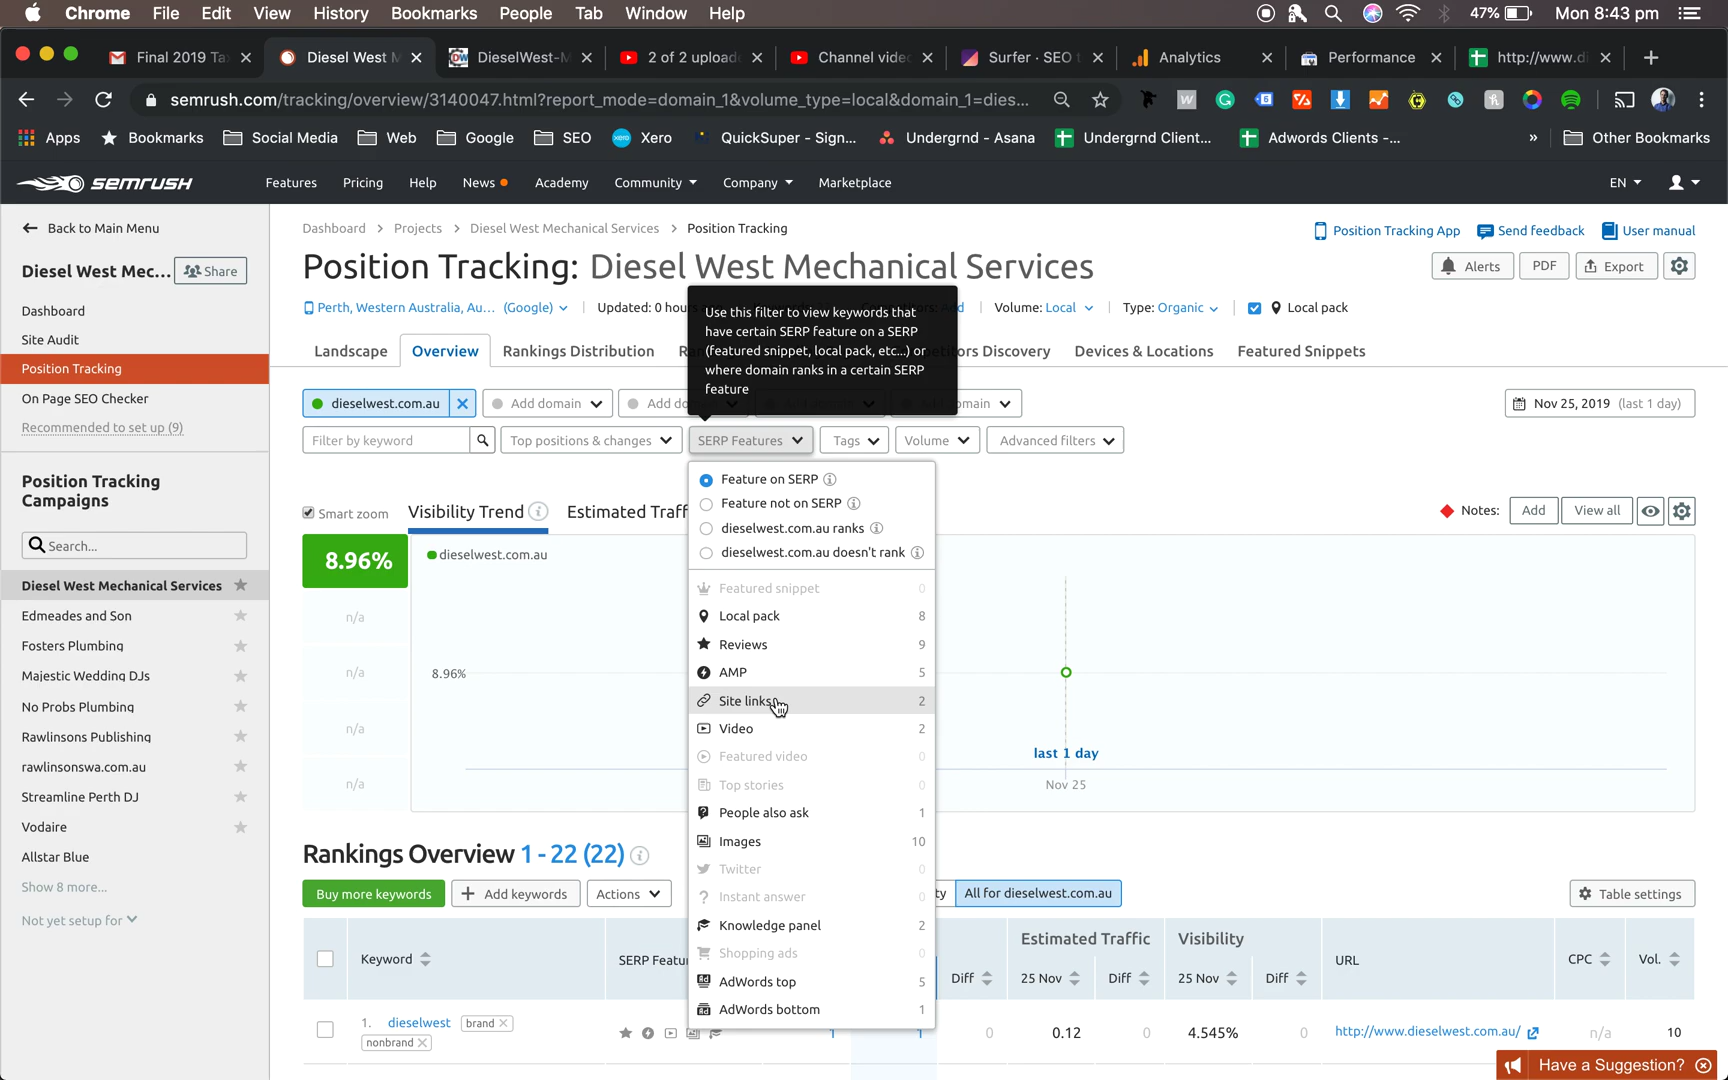 Chrome File Edit View History Bookmarks People Tab Window Help 47% Mon 8:43 pm
Final 2019 Ta Diesel West M DieselWest-M 2 of 2 upload Channel vide Surfer · SEO t Analytics Performance http://www.di
semrush.com/tracking/overview/3140047.html?report_mode=domain_1&volume_type=local&domain_1=dies...
Apps Bookmarks Social Media Web Google SEO Xero QuickSuper - Sign... Undergrnd - Asana Undergrnd Client... Adwords Clients -... » Other Bookmarks
SEMRUSH Features Pricing Help News Academy Community Company Marketplace EN
Back to Main Menu
Diesel West Mec... Share
Dashboard
Site Audit
Position Tracking
On Page SEO Checker
Recommended to set up (9)
Position Tracking
Campaigns
Search...
Diesel West Mechanical Services
Edmeades and Son
Fosters Plumbing
Majestic Wedding DJs
No Probs Plumbing
Rawlinsons Publishing
rawlinsonswa.com.au
Streamline Perth DJ
Vodaire
Allstar Blue
Show 8 more...
Not yet setup for
Dashboard > Projects > Diesel West Mechanical Services > Position Tracking
Position Tracking App Send feedback User manual
Position Tracking: Diesel West Mechanical Services
Alerts PDF Export
Perth, Western Australia, Au... (Google) Updated: 0 hours Add Volume: Local Type: Organic Local pack
Use this filter to view keywords that
have certain SERP feature on a SERP
(featured snippet, local pack, etc...) or
where domain ranks in a certain SERP
feature
Landscape Overview Rankings Distribution Discovery Devices & Locations Featured Snippets
dieselwest.com.au Add domain Nov 25, 2019 (last 1 day)
Filter by keyword Top positions & changes SERP Features Tags Volume Advanced filters
Feature on SERP
Feature not on SERP
dieselwest.com.au ranks
dieselwest.com.au doesn't rank
Featured snippet 0
Local pack 8
Reviews 9
AMP 5
Site links 2
Video 2
Featured video 0
Top stories 0
People also ask 1
Images 10
Twitter 0
Instant answer 0
Knowledge panel 2
Shopping ads 0
AdWords top 5
AdWords bottom 1
Smart zoom Visibility Trend Estimated Traff Notes: Add View all
8.96% dieselwest.com.au
n/a
n/a
8.96%
n/a
n/a
last 1 day
Nov 25
Rankings Overview 1 - 22 (22)
Buy more keywords Add keywords Actions ty All for dieselwest.com.au Table settings
Keyword SERP Featu Diff Estimated Traffic 25 Nov Diff Visibility 25 Nov Diff URL CPC Vol.
1. dieselwest brand 1 1 0 0.12 0 4.545% 0 http://www.dieselwest.com.au/ n/a 10
nonbrand
Have a Suggestion?